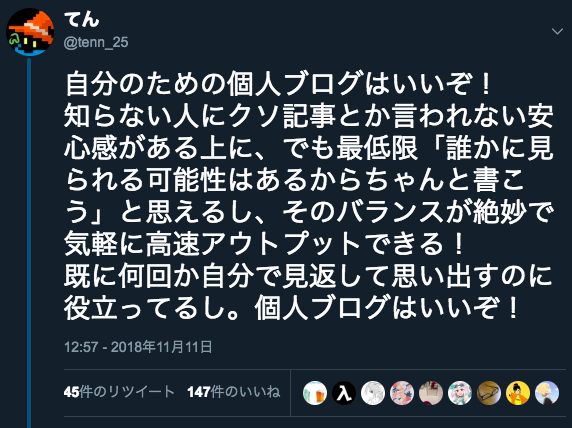 てん
@tenn_25
自分のための個人ブログはいいぞ！
知らない人にクソ記事とか言われない安
心感がある上に、でも最低限「誰かに見
られる可能性はあるからちゃんと書こ
う」と思えるし、そのバランスが絶妙で
気軽に高速アウトプットできる！
既に何回か自分で見返して思い出すのに
役立ってるし。個人ブログはいいぞ！
12:57 - 2018年11月11日
45件のリツイート 147件のいいね